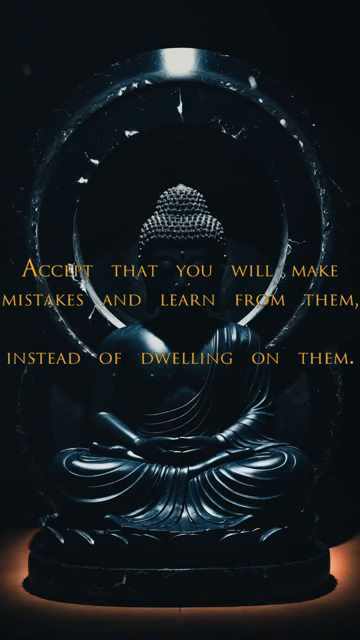 Accept that you will make
mistakes and learn from them,
instead of dwelling on them.